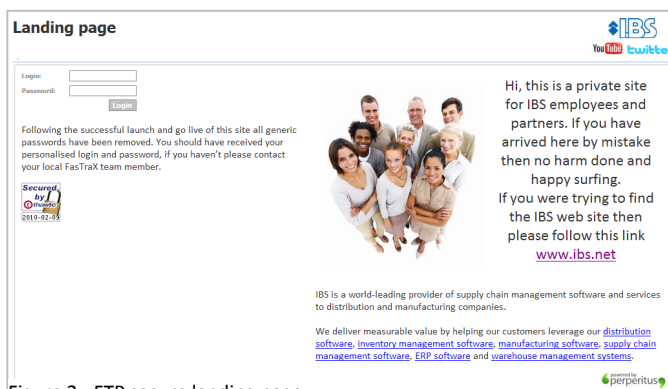 Landing page
IBS
You Tube twitte
Login:
Password:
Login
Following the successful launch and go live of this site all generic
passwords have been removed. You should have received your
personalised login and password, if you haven't please contact
your local FasTraX team member.
Secured
by
thawte
2010-02-03
Hi, this is a private site
for IBS employees and
partners. If you have
arrived here by mistake
then no harm done and
happy surfing.
If you were trying to find
the IBS web site then
please follow this link
www.ibs.net
IBS is a world-leading provider of supply chain management software and services
to distribution and manufacturing companies.
We deliver measurable value by helping our customers leverage our distribution
software, inventory management software, manufacturing software, supply chain
management software, ERP software and warehouse management systems.
powered by
perperitus